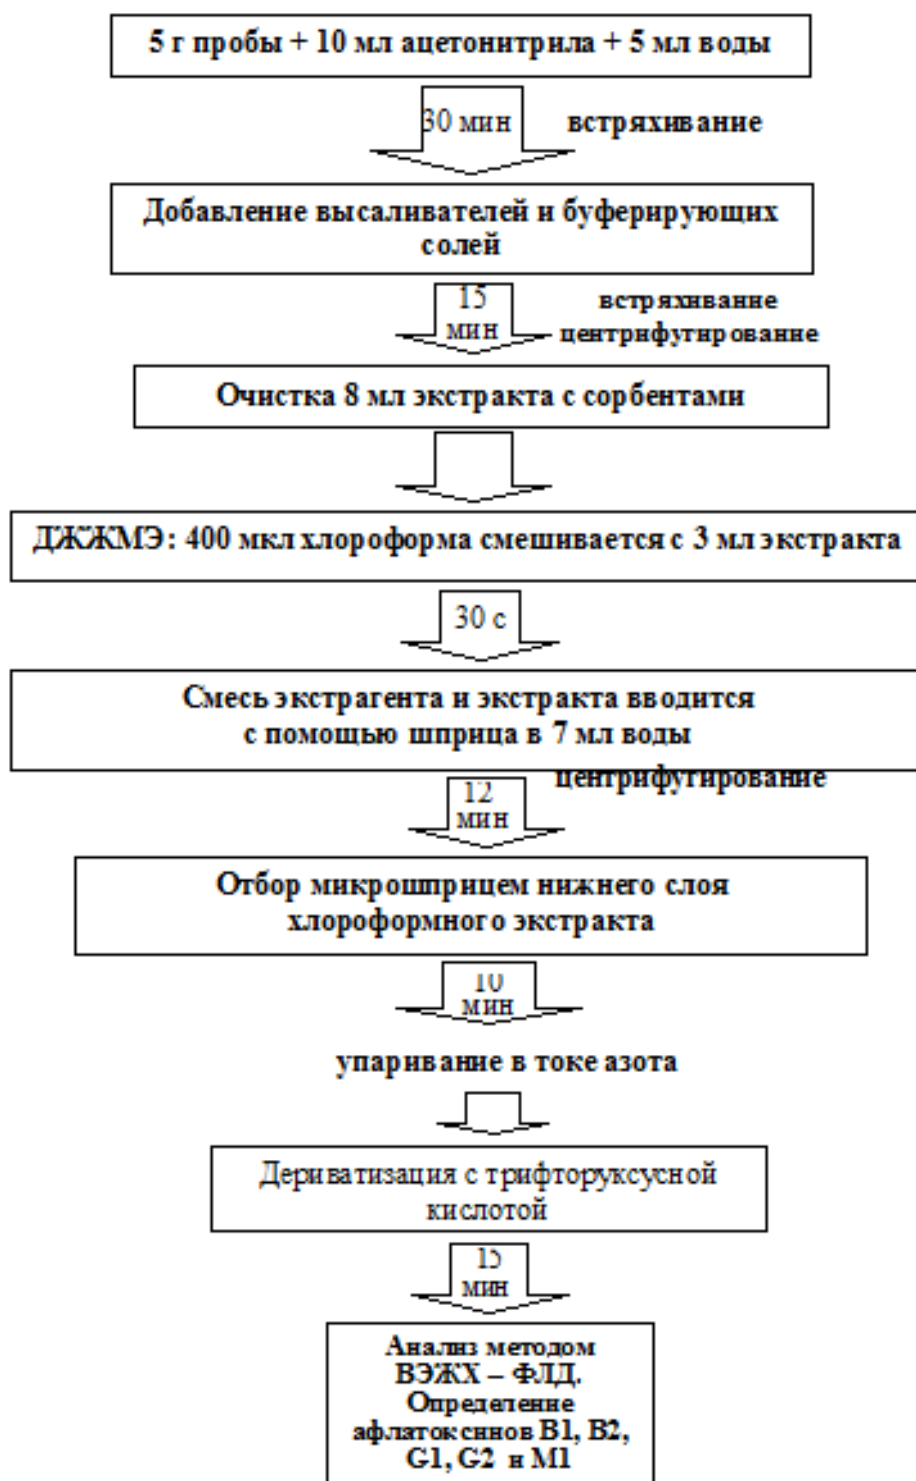 5 г пробы + 10 мл ацетонитрила + 5 мл воды
30 мин встряхивание
Добавление высаливателей и буферирующих
солей
15
мин
встряхивание
центрифугирование
Очистка 8 мл экстракта с сорбентами
ДЖЖМЭ: 400 мкл хлороформа смешивается с 3 мл экстракта
30 с
Смесь экстрагента и экстракта вводится
с помощью шприца в 7 мл воды
центрифугирование
12
мин
Отбор микрошприцем нижнего слоя
хлороформного экстракта
10
мин
упаривание в токе азота
Дериватизация с трифторуксусной
кислотой
15
мин
Анализ методом
ВЭЖХ – ФЛД.
Определение
афлатоксинов B1, B2,
G1, G2 и M1